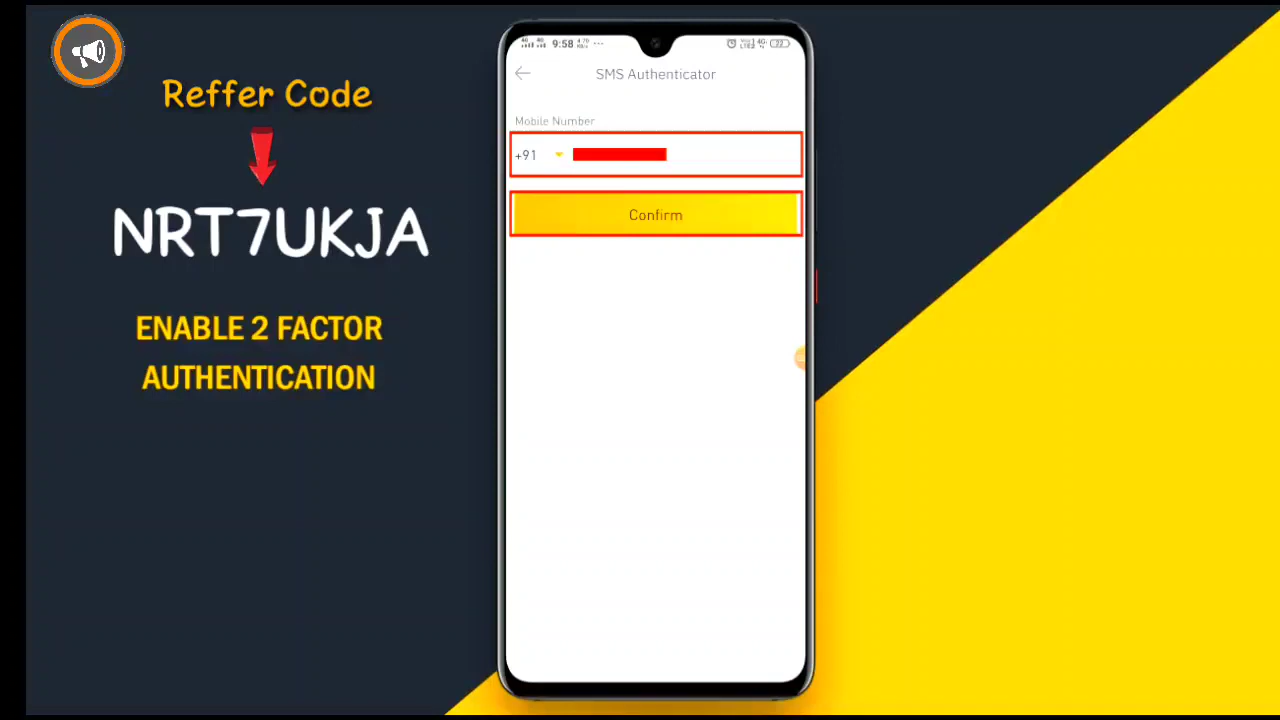 Reffer Code
NRT7UKJA
ENABLE 2 FACTOR
AUTHENTICATION
9:58
SMS Authenticator
Mobile Number
+91
Confirm